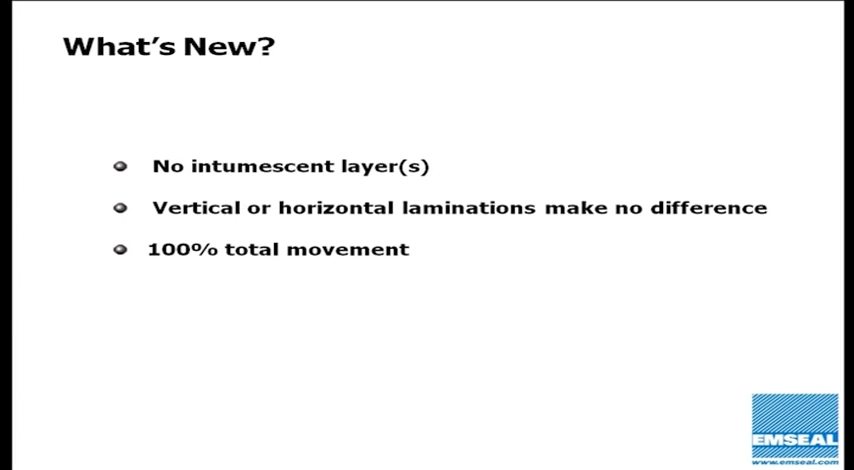 What's New?
No intumescent layer(s)
Vertical or horizontal laminations make no difference
100% total movement
EMSEAL
www.emseal.com